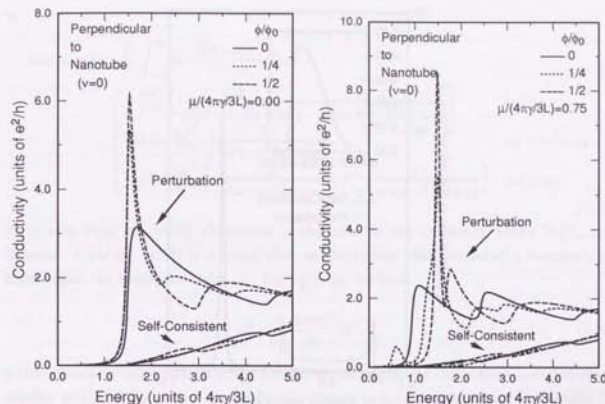 Perpendicular
to
Nanotube
(ν=0)
φ/φ0
0
1/4
1/2
μ/(4πγ/3L)=0.00
Perturbation
Self-Consistent
Conductivity (units of e²/h)
8.0
6.0
4.0
2.0
0.0
0.0 1.0 2.0 3.0 4.0 5.0
Energy (units of 4πγ/3L)
Perpendicular
to
Nanotube
(ν=0)
φ/φ0
0
1/4
1/2
μ/(4πγ/3L)=0.75
Perturbation
Self-Consistent
Conductivity (units of e²/h)
10.0
8.0
6.0
4.0
2.0
0.0
0.0 1.0 2.0 3.0 4.0 5.0
Energy (units of 4πγ/3L)